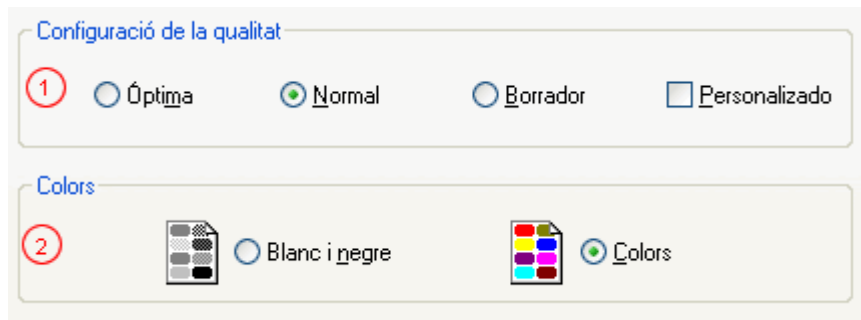 Configuració de la qualitat
1 Óptima Normal Borrador Personalizado
Colors
2 Blanc i negre Colors